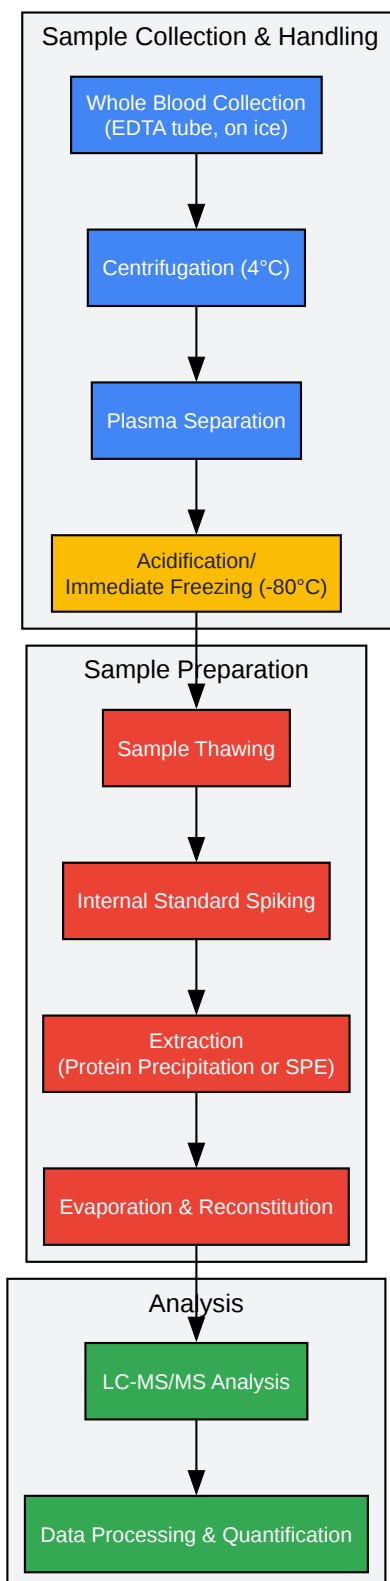 Sample Collection & Handling
Whole Blood Collection
(EDTA tube, on ice)
Centrifugation (4°C)
Plasma Separation
Acidification/
Immediate Freezing (-80°C)
Sample Preparation
Sample Thawing
Internal Standard Spiking
Extraction
(Protein Precipitation or SPE)
Evaporation & Reconstitution
Analysis
LC-MS/MS Analysis
Data Processing & Quantification